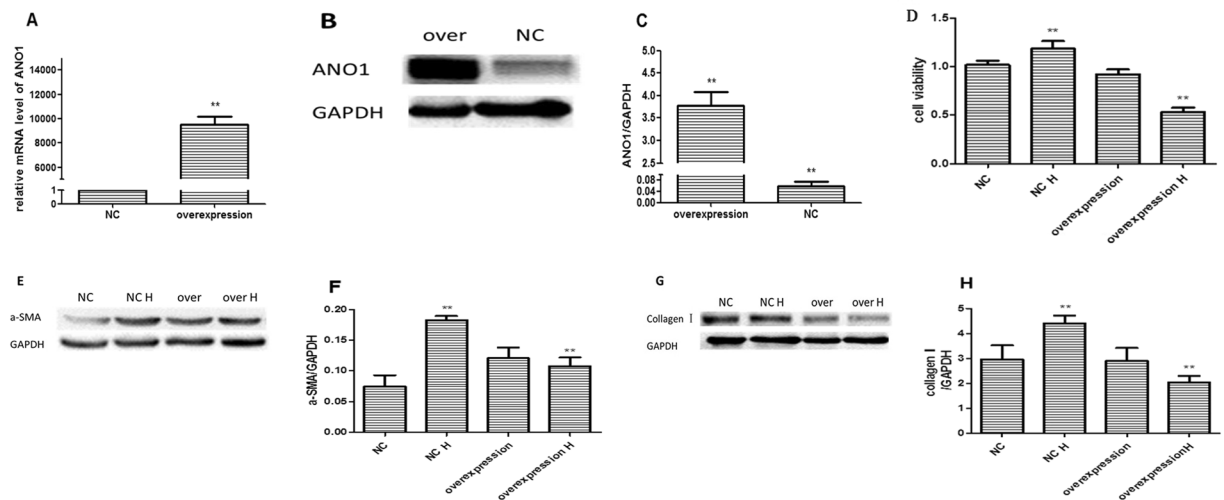 A
relative mRNA level of ANO1
14000
12000
10000
8000
6000
4000
1
0
**
NC
overexpression
B
over NC
ANO1
GAPDH
C
ANO1/GAPDH
5.0
4.5
4.0
3.5
3.0
2.5
0.08
0.04
0.00
**
**
overexpression
NC
D
cell viability
1.5
1.0
0.5
0.0
**
**
NC
NC H
overexpression
overexpression H
E
NC NC H over over H
a-SMA
GAPDH
F
a-SMA/GAPDH
0.20
0.15
0.10
0.05
0.00
**
**
NC
NC H
overexpression
overexpression H
G
NC NC H over over H
Collagen I
GAPDH
H
collagen I
/GAPDH
6
5
4
3
2
1
0
**
**
NC
NC H
overexpression
overexpressionH